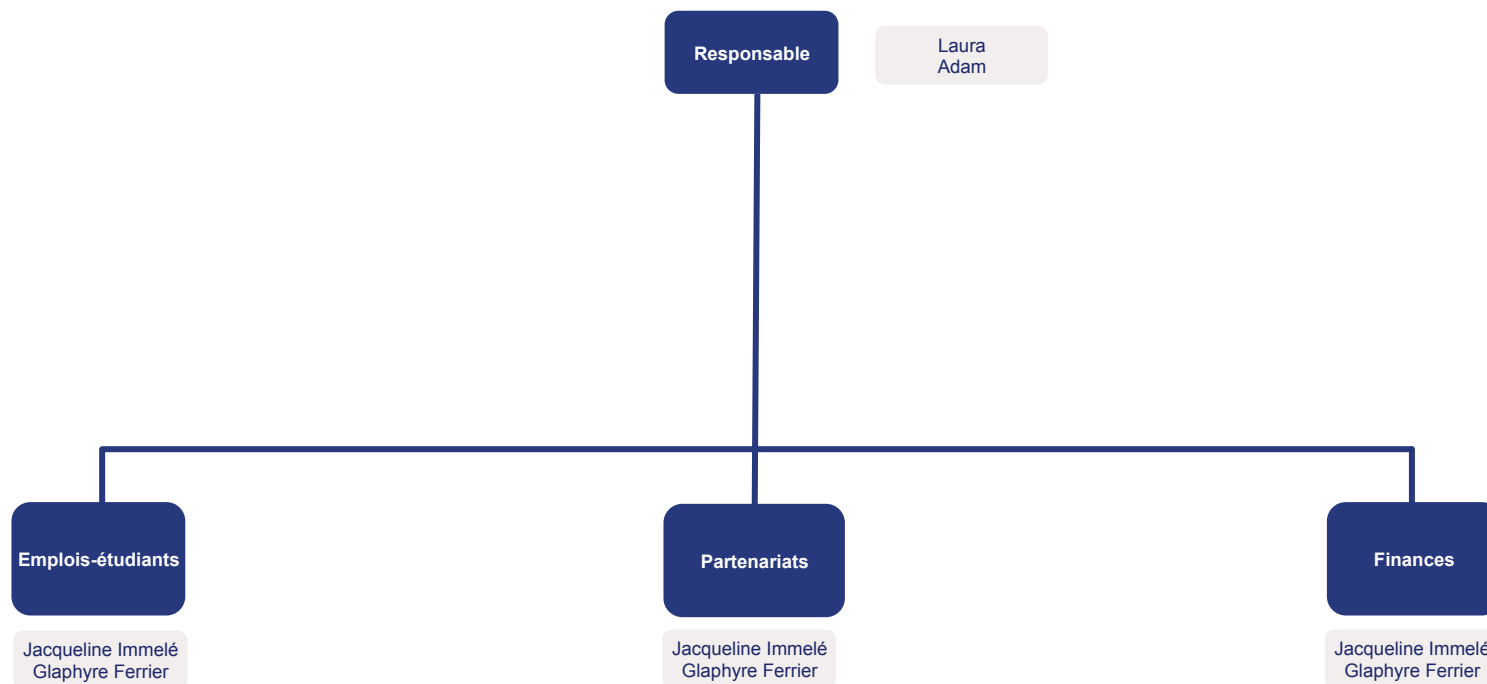 Responsable
Laura
Adam
Emplois-étudiants
Partenariats
Finances
Jacqueline Immelé
Glaphyre Ferrier
Jacqueline Immelé
Glaphyre Ferrier
Jacqueline Immelé
Glaphyre Ferrier